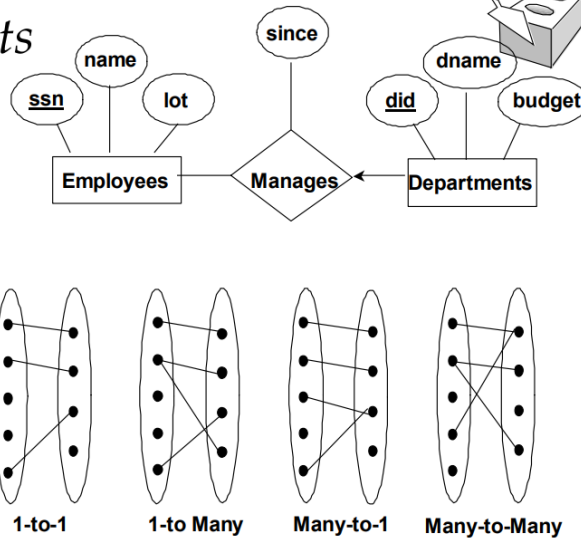 ts
since
name
dname
ssn
lot
did
budget
Employees
Manages
Departments
1-to-1
1-to Many
Many-to-1
Many-to-Many